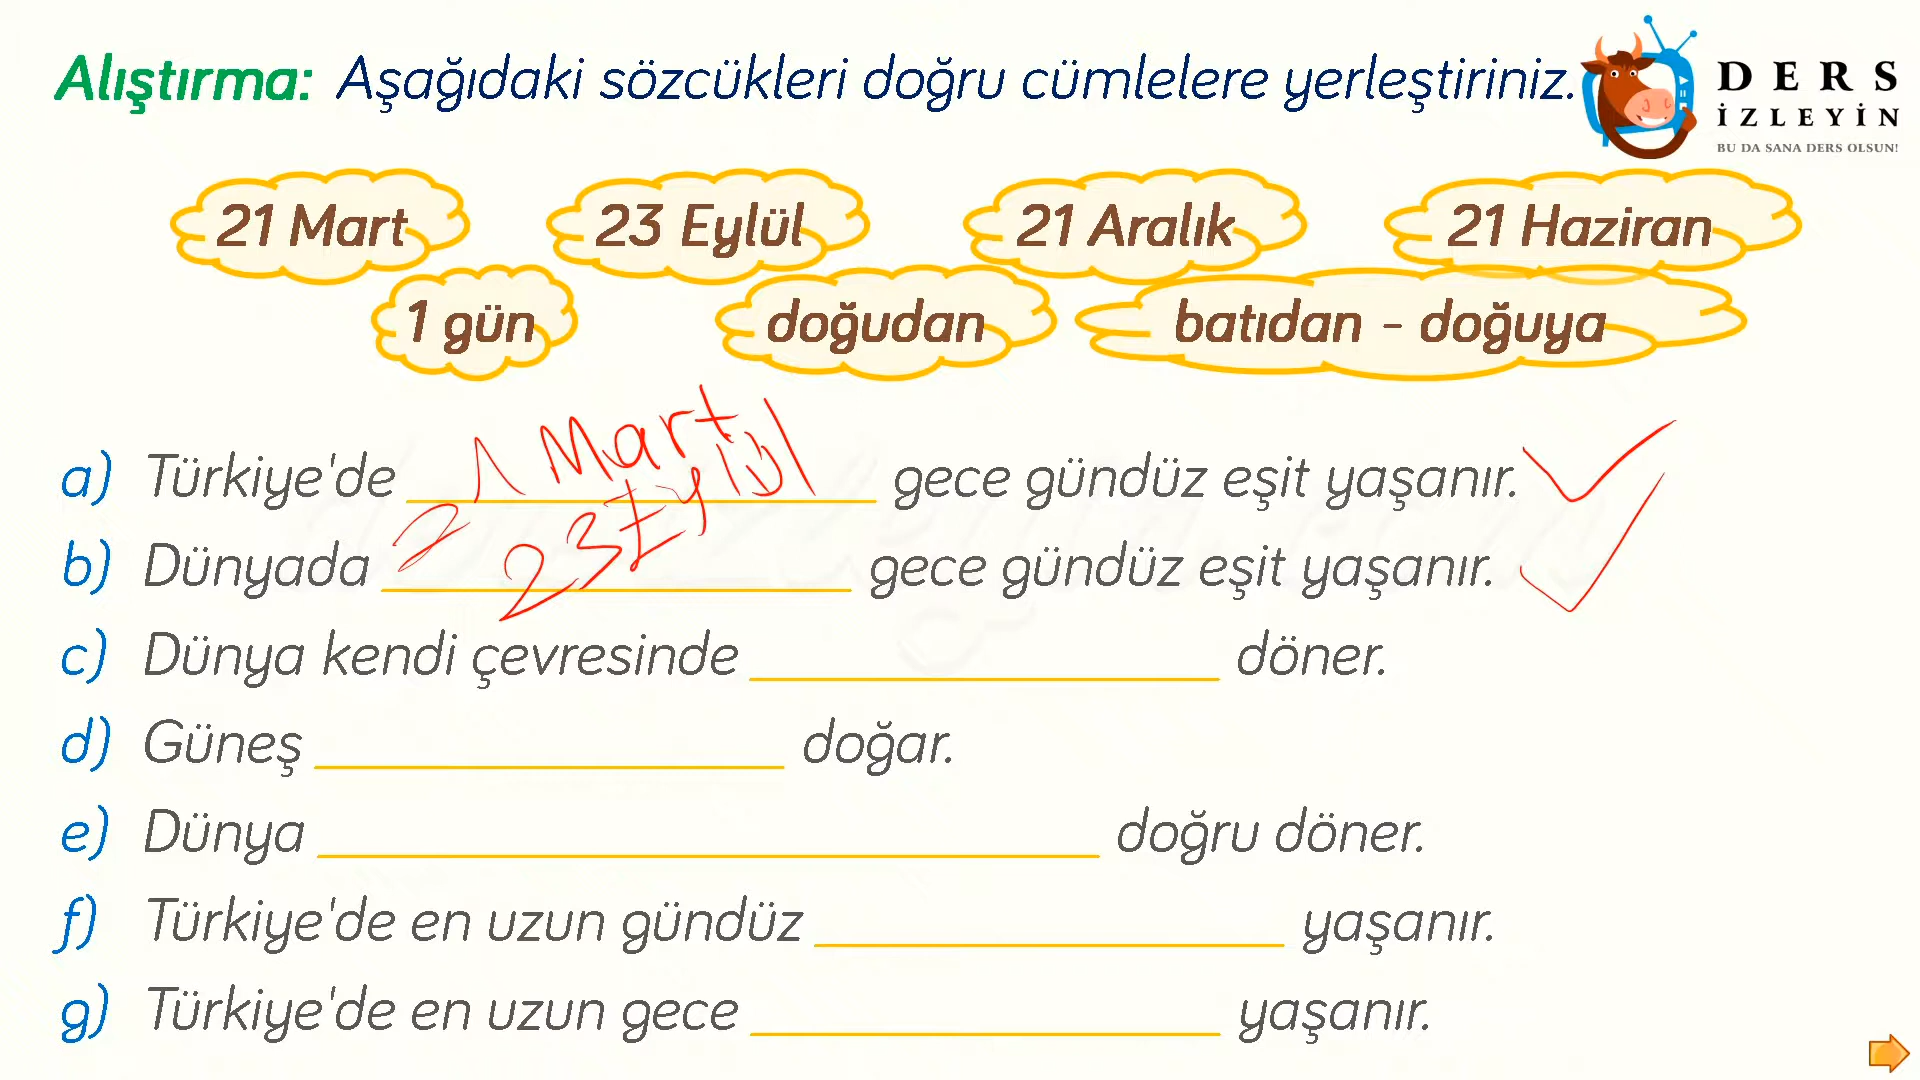 Alıştırma: Aşağıdaki sözcükleri doğru cümlelere yerleştiriniz.
DERS
İZLEYİN
BU DA SANA DERS OLSUN!
21 Mart 23 Eylül 21 Aralık 21 Haziran
1 gün doğudan batıdan - doğuya
21 Mart
a) Türkiye'de gece gündüz eşit yaşanır.
23 Eylül
b) Dünyada gece gündüz eşit yaşanır.
c) Dünya kendi çevresinde döner.
d) Güneş doğar.
e) Dünya doğru döner.
f) Türkiye'de en uzun gündüz yaşanır.
g) Türkiye'de en uzun gece yaşanır.